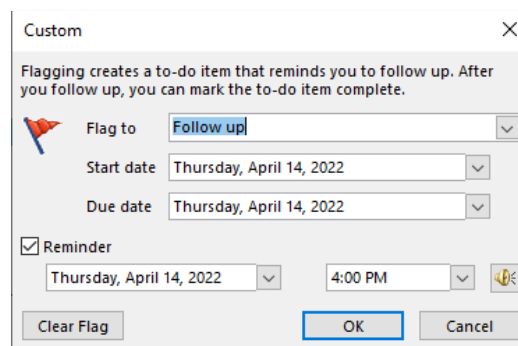 Custom
Flagging creates a to-do item that reminds you to follow up. After
you follow up, you can mark the to-do item complete.
Flag to Follow up
Start date Thursday, April 14, 2022
Due date Thursday, April 14, 2022
Reminder
Thursday, April 14, 2022 4:00 PM
Clear Flag OK Cancel